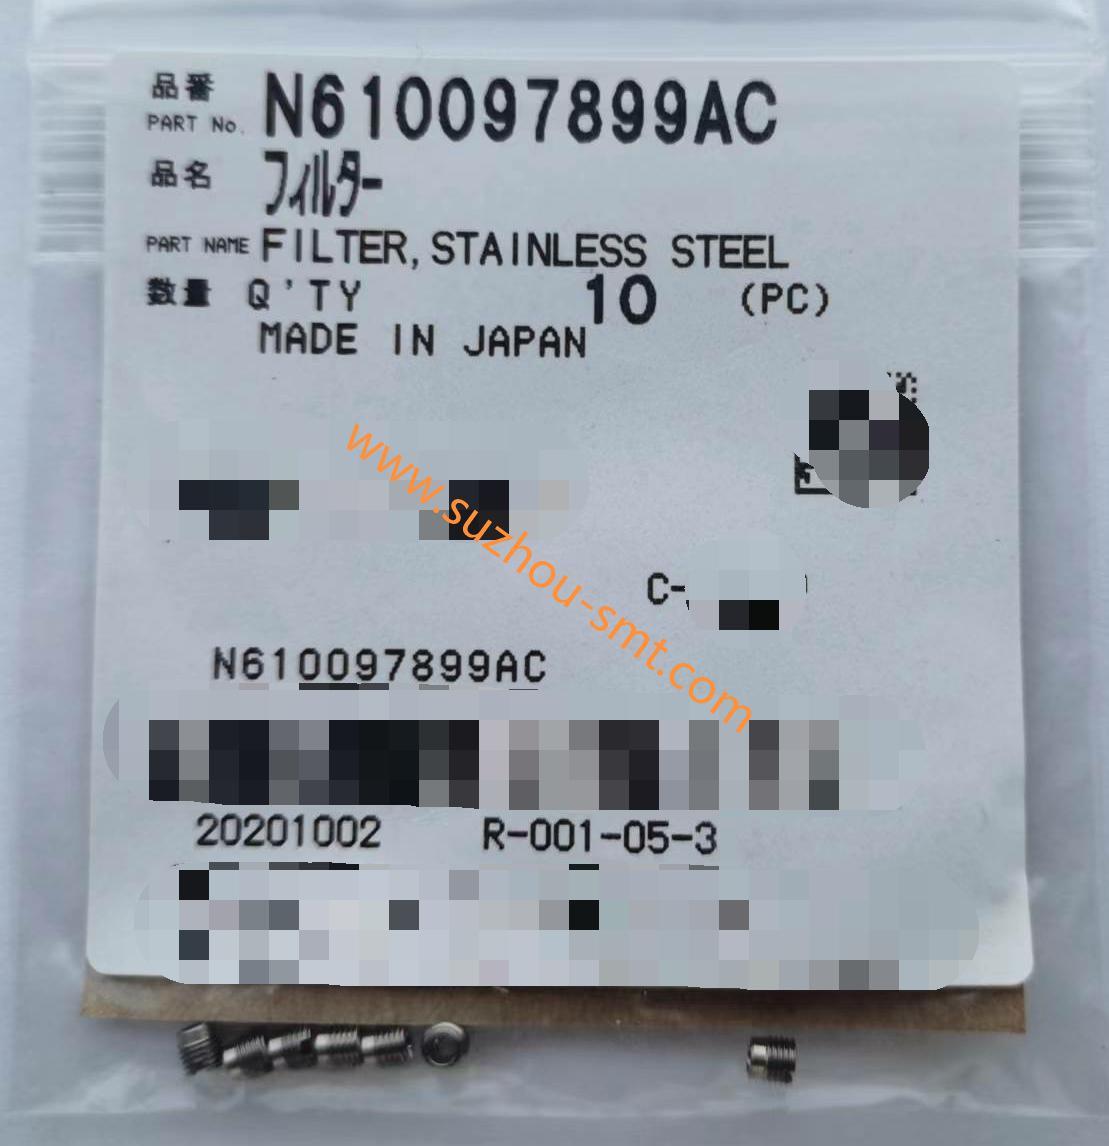 品番
PART No. N610097899AC
品名 フィルター
PART NAME FILTER, STAINLESS STEEL
数量 Q'TY 10 (PC)
MADE IN JAPAN
www.suzhou-smt.com
C-
N610097899AC
20201002 R-001-05-3